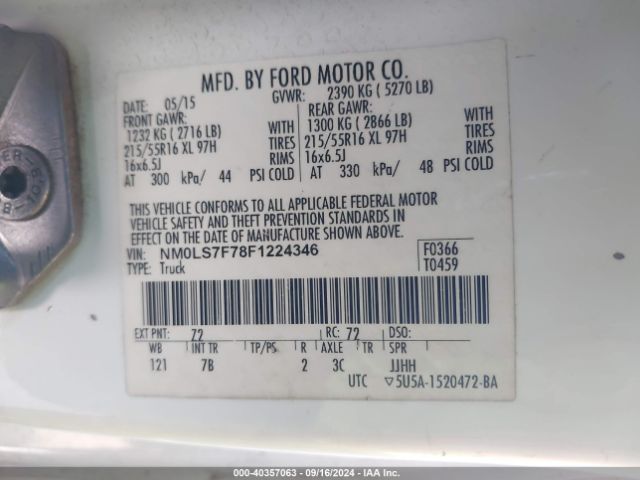 MFD. BY FORD MOTOR CO.
DATE: 05/15 GVWR: 2390 KG ( 5270 LB)
FRONT GAWR: REAR GAWR:
1232 KG ( 2716 LB) WITH 1300 KG ( 2866 LB) WITH
215/55R16 XL 97H TIRES 215/55R16 XL 97H TIRES
16x6.5J RIMS 16x6.5J RIMS
AT 300 kPa/ 44 PSI COLD AT 330 kPa/ 48 PSI COLD
THIS VEHICLE CONFORMS TO ALL APPLICABLE FEDERAL MOTOR
VEHICLE SAFETY AND THEFT PREVENTION STANDARDS IN
EFFECT ON THE DATE OF MANUFACTURE SHOWN ABOVE.
VIN: NM0LS7F78F1224346 F0366
TYPE: Truck T0459
EXT PNT: 72 RC: 72 DSO:
WB INT TR TP/PS R AXLE TR SPR
121 7B 2 3C JJHH
UTC ▽5U5A-1520472-BA
000-40357063 - 09/16/2024 - IAA Inc.